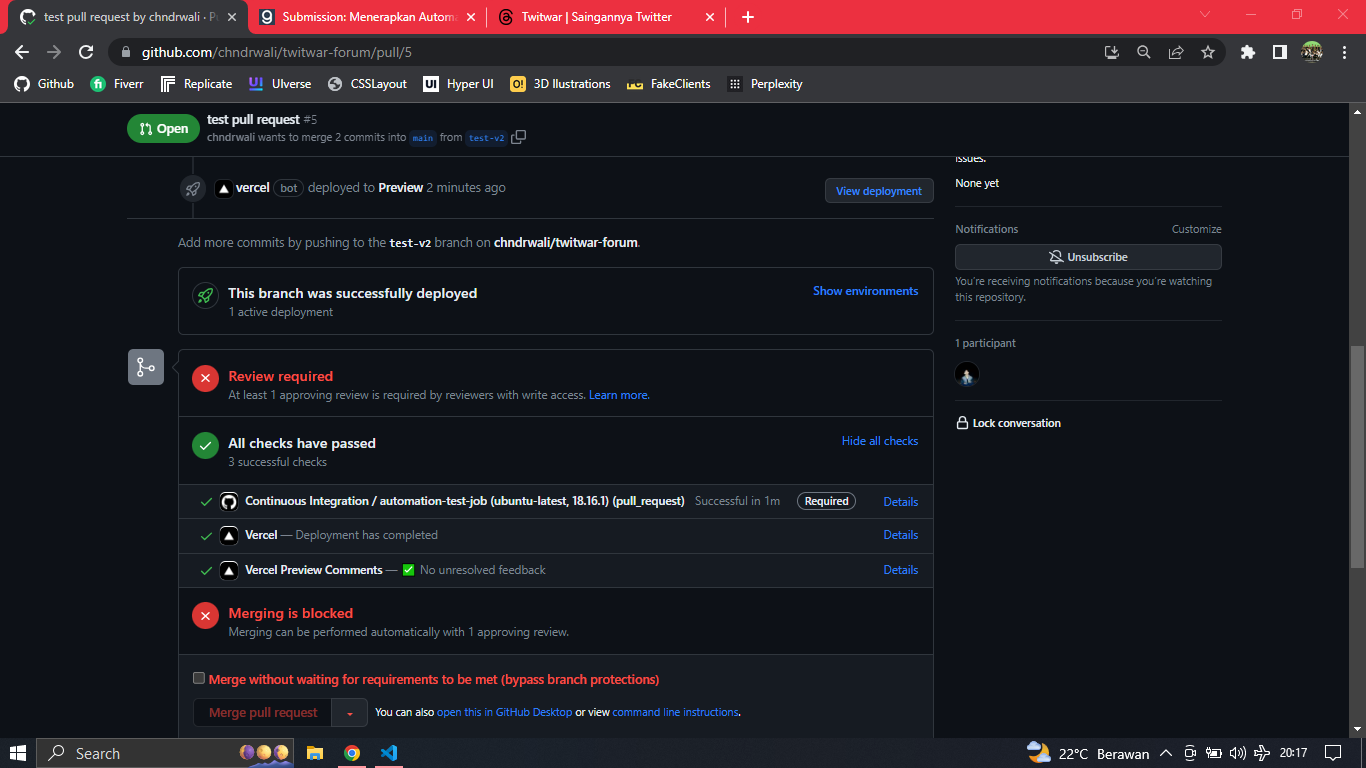 test pull request by chndrwali · P
Submission: Menerapkan Automa
Twitwar | Saingannya Twitter
github.com/chndrwali/twitwar-forum/pull/5
Github
Fiverr
Replicate
UI
UIverse
CSSLayout
UI
Hyper UI
O!
3D Ilustrations
FakeClients
Perplexity
Open
test pull request #5
chndrwali wants to merge 2 commits into main from test-v2
issues.
None yet
vercel bot deployed to Preview 2 minutes ago
View deployment
Notifications
Customize
Add more commits by pushing to the test-v2 branch on chndrwali/twitwar-forum.
Unsubscribe
You're receiving notifications because you're watching
this repository.
This branch was successfully deployed
Show environments
1 active deployment
1 participant
Review required
At least 1 approving review is required by reviewers with write access. Learn more.
Lock conversation
All checks have passed
Hide all checks
3 successful checks
Continuous Integration / automation-test-job (ubuntu-latest, 18.16.1) (pull_request) Successful in 1m Required Details
Vercel — Deployment has completed Details
Vercel Preview Comments — ✅ No unresolved feedback Details
Merging is blocked
Merging can be performed automatically with 1 approving review.
Merge without waiting for requirements to be met (bypass branch protections)
Merge pull request
You can also open this in GitHub Desktop or view command line instructions.
Search
22°C Berawan
20:17